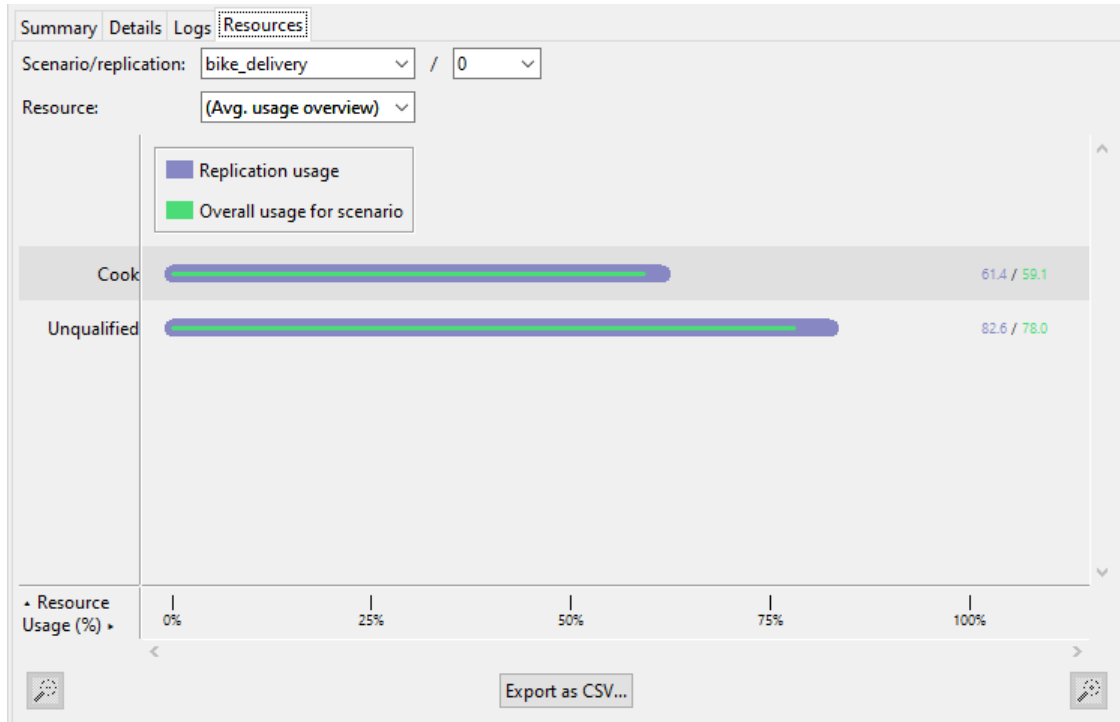 Summary Details Logs Resources
Scenario/replication: bike_delivery / 0
Resource: (Avg. usage overview)
Replication usage
Overall usage for scenario
Cook 61.4 / 59.1
Unqualified 82.6 / 78.0
Resource
Usage (%)
0% 25% 50% 75% 100%
Export as CSV...